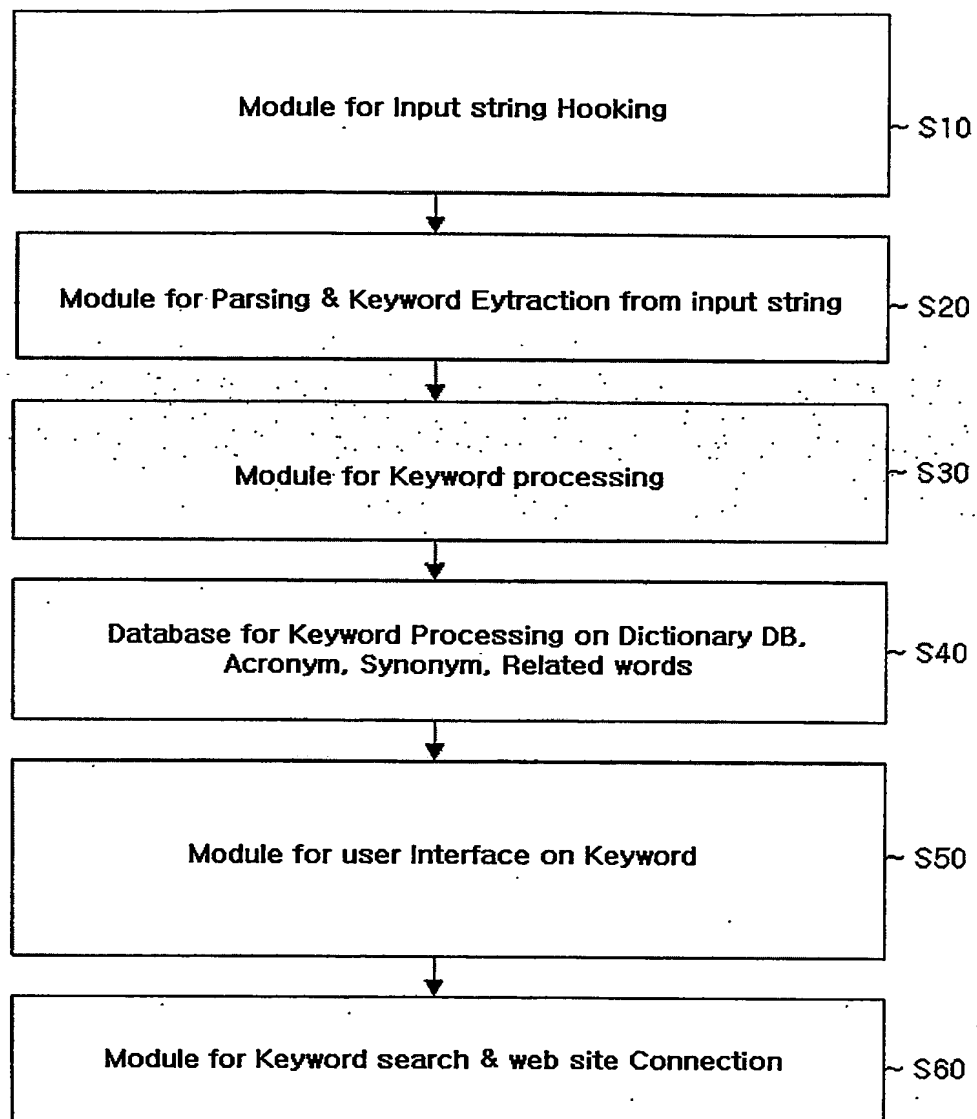 Module for Input string Hooking
~ S10
Module for Parsing & Keyword Eytraction from input string
~ S20
Module for Keyword processing
~ S30
Database for Keyword Processing on Dictionary DB,
Acronym, Synonym, Related words
~ S40
Module for user Interface on Keyword
~ S50
Module for Keyword search & web site Connection
~ S60